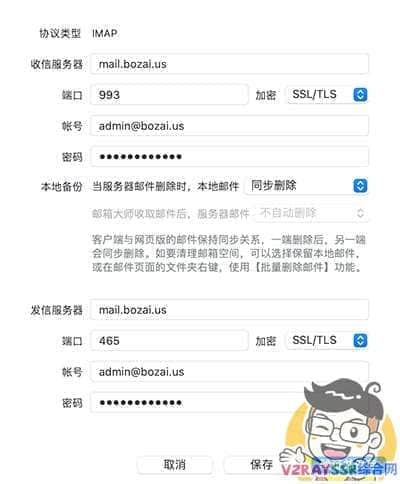 协议类型 IMAP
收信服务器 mail.bozai.us
端口 993 加密 SSL/TLS
帐号 admin@bozai.us
密码 ●●●●●●●●●●●●
本地备份 当服务器邮件删除时，本地邮件 同步删除
邮箱大师收取邮件后，服务器邮件 不自动删除
客户端与网页版的邮件保持同步关系，一端删除后，另一端
会同步删除。如要清理邮箱空间，可以选择保留本地邮件，
或在邮件页面的文件夹右键，使用【批量删除邮件】功能。
发信服务器 mail.bozai.us
端口 465 加密 SSL/TLS
帐号 admin@bozai.us
密码 ●●●●●●●●●●●●
取消 保存
V2RAYSSR综合网